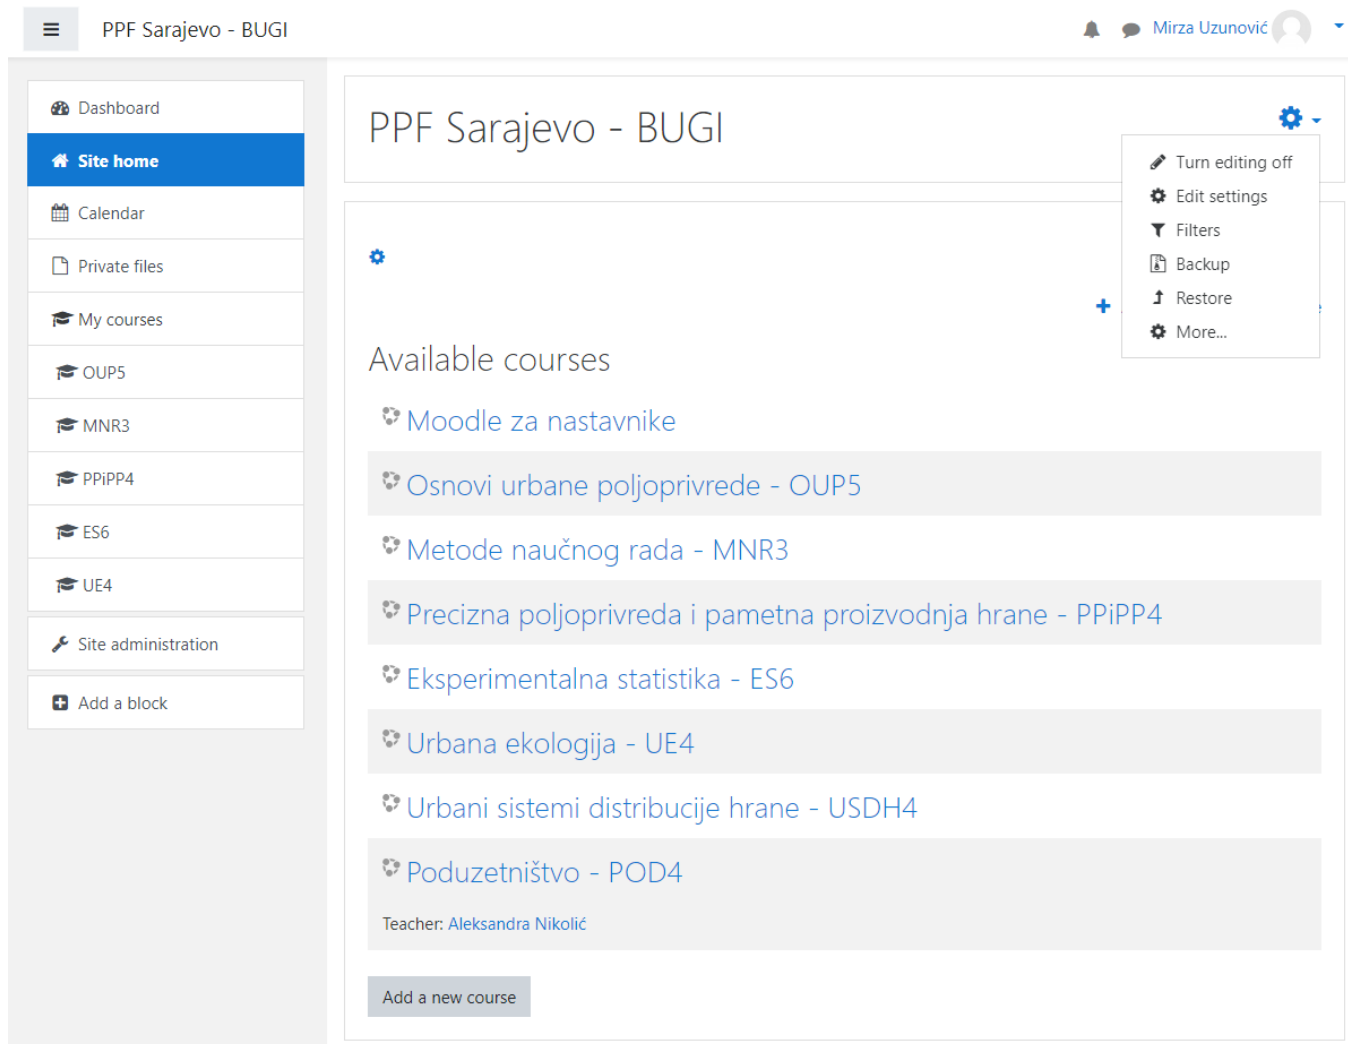 PPF Sarajevo - BUGI
Mirza Uzunović
Dashboard
Site home
Calendar
Private files
My courses
OUP5
MNR3
PPiPP4
ES6
UE4
Site administration
Add a block
PPF Sarajevo - BUGI
Turn editing off
Edit settings
Filters
Backup
Restore
More...
Available courses
Moodle za nastavnike
Osnovi urbane poljoprivrede - OUP5
Metode naučnog rada - MNR3
Precizna poljoprivreda i pametna proizvodnja hrane - PPiPP4
Eksperimentalna statistika - ES6
Urbana ekologija - UE4
Urbani sistemi distribucije hrane - USDH4
Poduzetništvo - POD4
Teacher: Aleksandra Nikolić
Add a new course